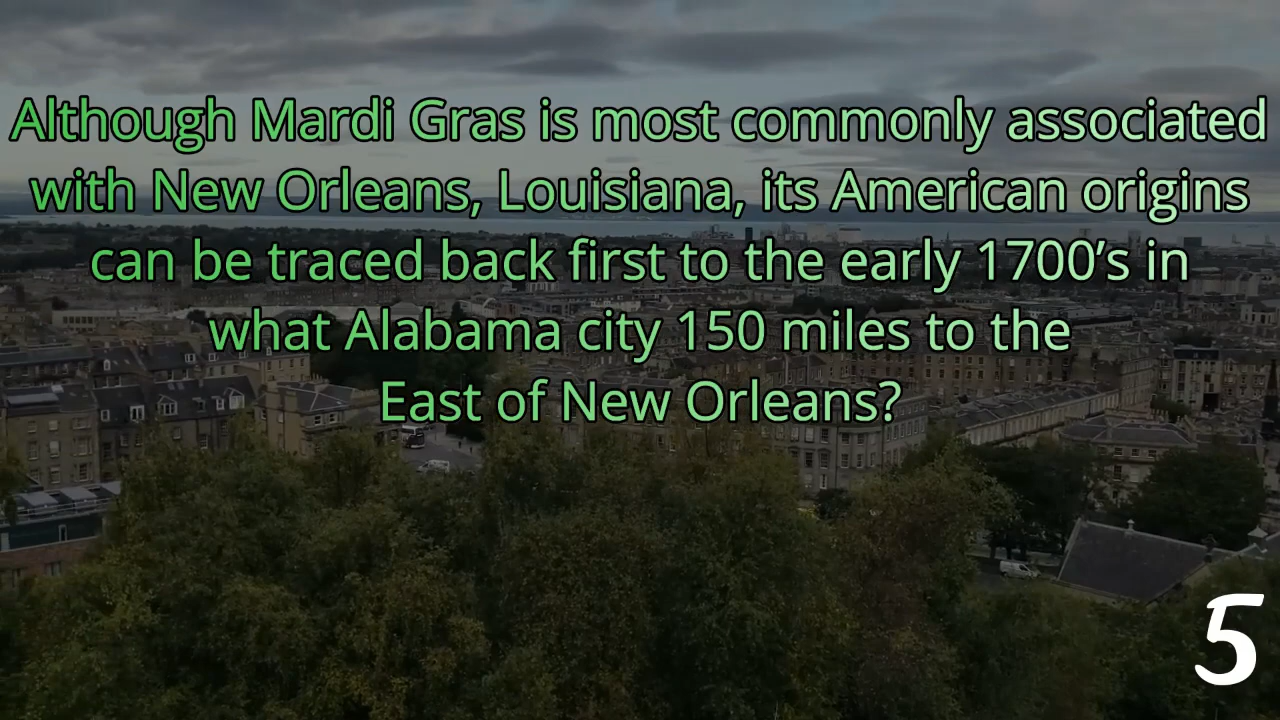 Although Mardi Gras is most commonly associated
with New Orleans, Louisiana, its American origins
can be traced back first to the early 1700’s in
what Alabama city 150 miles to the
East of New Orleans?
5